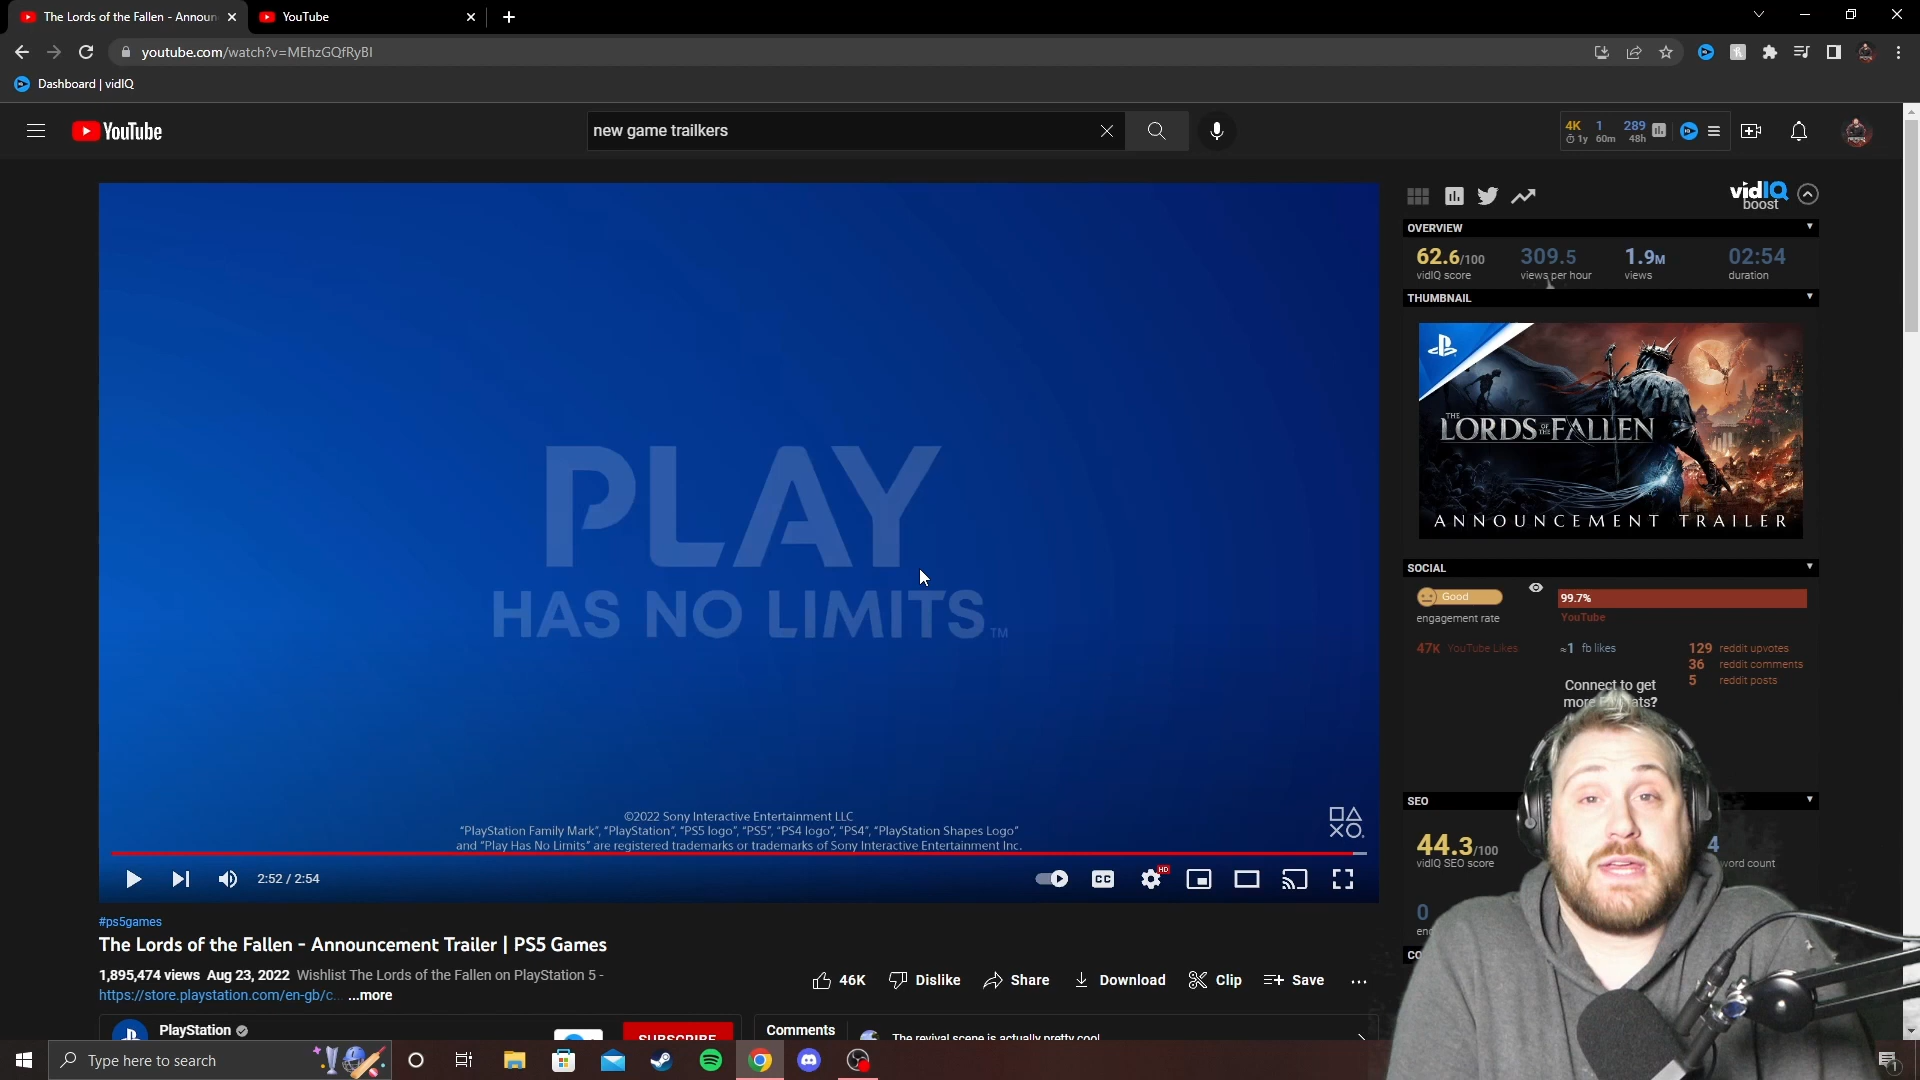 The Lords of the Fallen - Announ
YouTube
youtube.com/watch?v=MEhzGQfRyBI
Dashboard | vidIQ
YouTube
new game trailkers
4K 1 289
1y 60m 48h
vidIQ
boost
OVERVIEW
62.6/100 309.5 1.9M 02:54
vidIQ score views per hour views duration
THUMBNAIL
THE
LORDS OF THE FALLEN
ANNOUNCEMENT TRAILER
PLAY
HAS NO LIMITS™
©2022 Sony Interactive Entertainment LLC
"PlayStation Family Mark", "PlayStation", "PS5 logo", "PS5", "PS4 logo", "PS4", "PlayStation Shapes Logo"
and "Play Has No Limits" are registered trademarks or trademarks of Sony Interactive Entertainment Inc.
2:52 / 2:54
CC
HD
SOCIAL
Good 99.7%
engagement rate YouTube
47K YouTube Likes ≈1 fb likes 129 reddit upvotes
36 reddit comments
5 reddit posts
Connect to get
more
SEO
44.3/100 4
vidIQ SEO score word count
0
#ps5games
The Lords of the Fallen - Announcement Trailer | PS5 Games
1,895,474 views Aug 23, 2022 Wishlist The Lords of the Fallen on PlayStation 5 -
https://store.playstation.com/en-gb/c... ...more
46K Dislike Share Download Clip Save
PlayStation
SUBSCRIBE
Comments
The revival scene is actually pretty cool
Type here to search
1